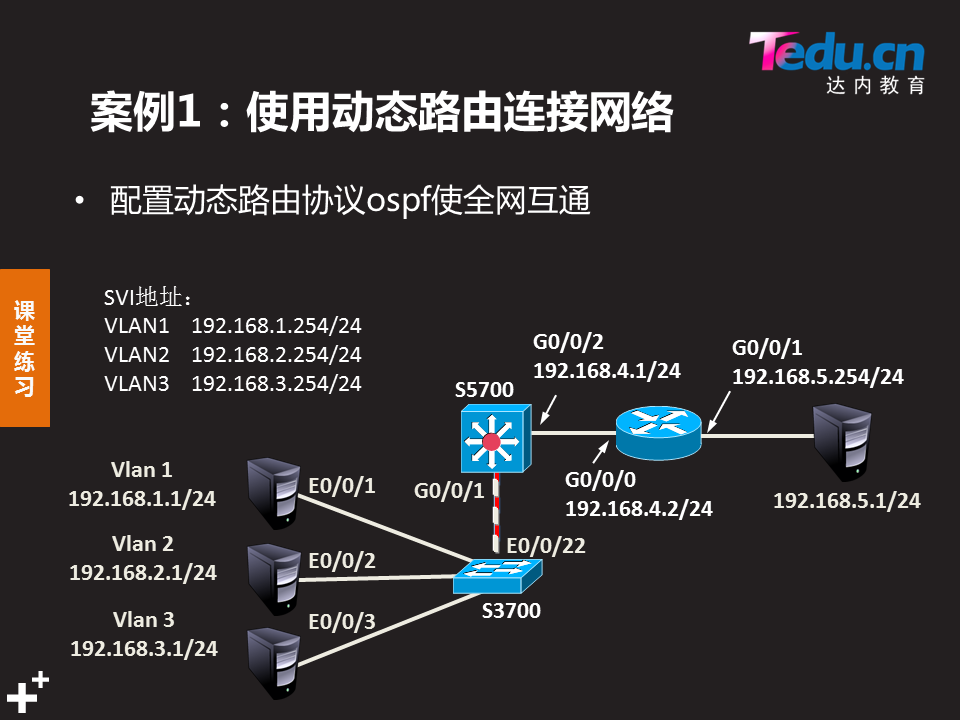 Tedu.cn
达内教育
案例1：使用动态路由连接网络
• 配置动态路由协议ospf使全网互通
课堂练习
SVI地址：
VLAN1 192.168.1.254/24
VLAN2 192.168.2.254/24
VLAN3 192.168.3.254/24
G0/0/2
192.168.4.1/24
G0/0/1
192.168.5.254/24
S5700
Vlan 1
192.168.1.1/24
E0/0/1
G0/0/1
G0/0/0
192.168.4.2/24
192.168.5.1/24
Vlan 2
192.168.2.1/24
E0/0/2
E0/0/22
Vlan 3
192.168.3.1/24
E0/0/3
S3700